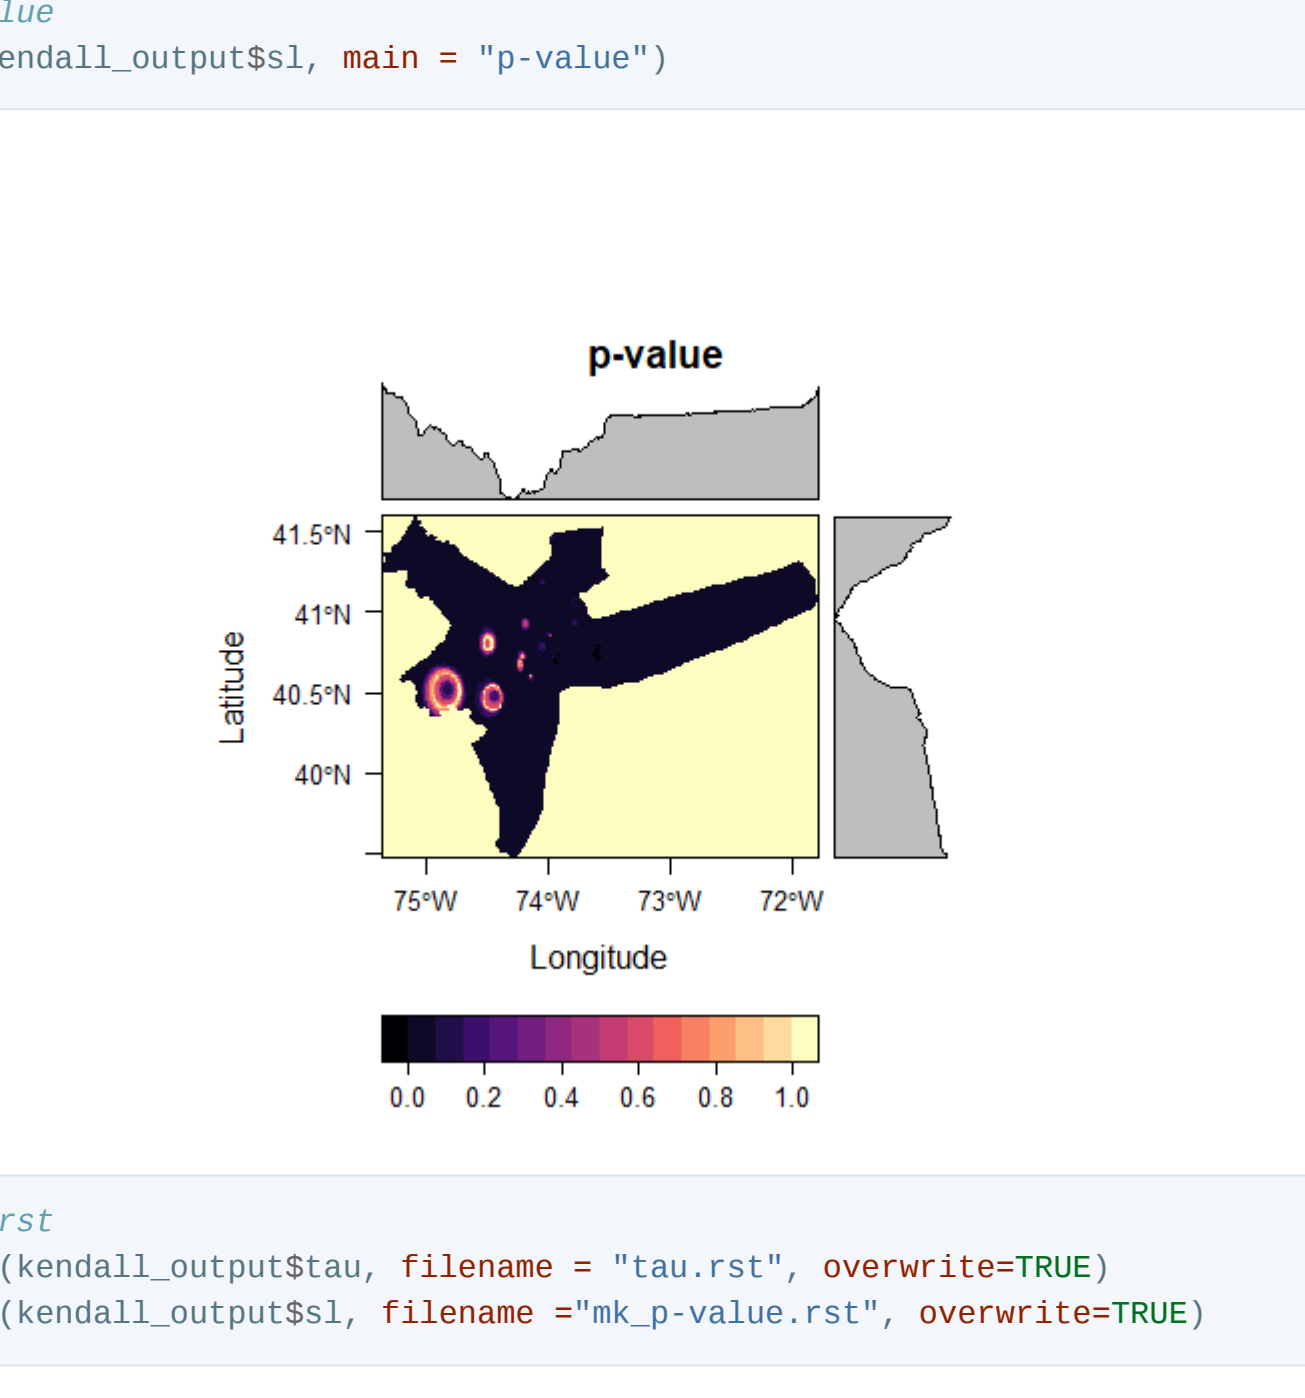 lue
endall_output$sl, main = "p-value")
p-value
41.5°N
41°N
40.5°N
40°N
Latitude
75°W 74°W 73°W 72°W
Longitude
0.0 0.2 0.4 0.6 0.8 1.0
rst
(kendall_output$tau, filename = "tau.rst", overwrite=TRUE)
(kendall_output$sl, filename ="mk_p-value.rst", overwrite=TRUE)